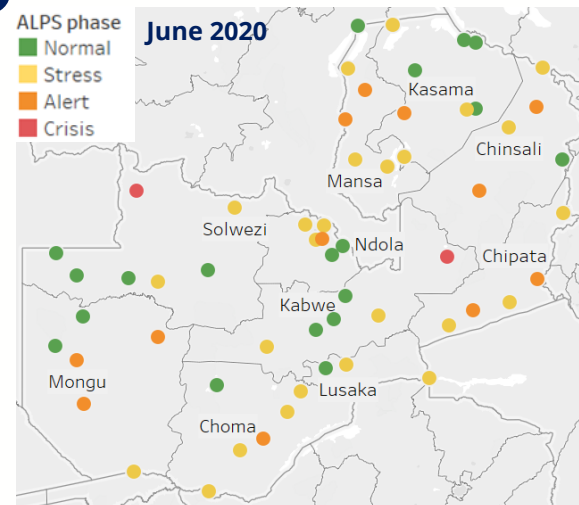 ALPS phase
Normal
Stress
Alert
Crisis
June 2020
Kasama
Chinsali
Mansa
Solwezi
Ndola
Chipata
Kabwe
Mongu
Lusaka
Choma